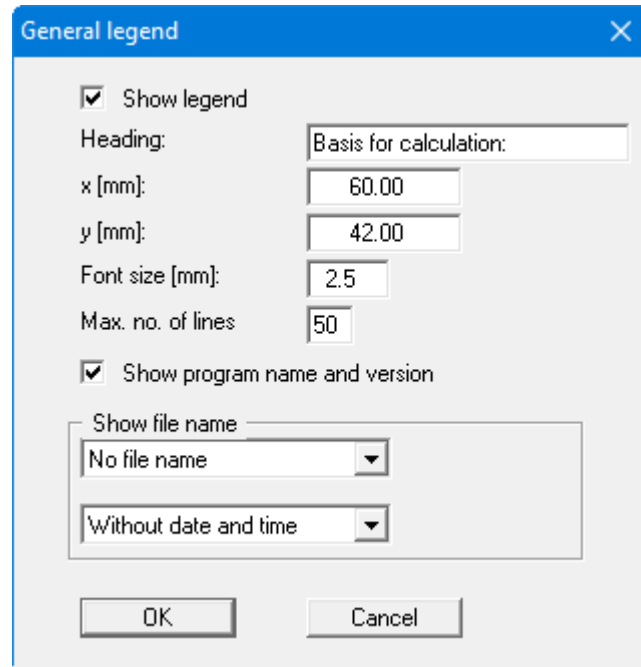 General legend
Show legend
Heading: Basis for calculation:
x [mm]: 60.00
y [mm]: 42.00
Font size [mm]: 2.5
Max. no. of lines 50
Show program name and version
Show file name
No file name
Without date and time
OK Cancel